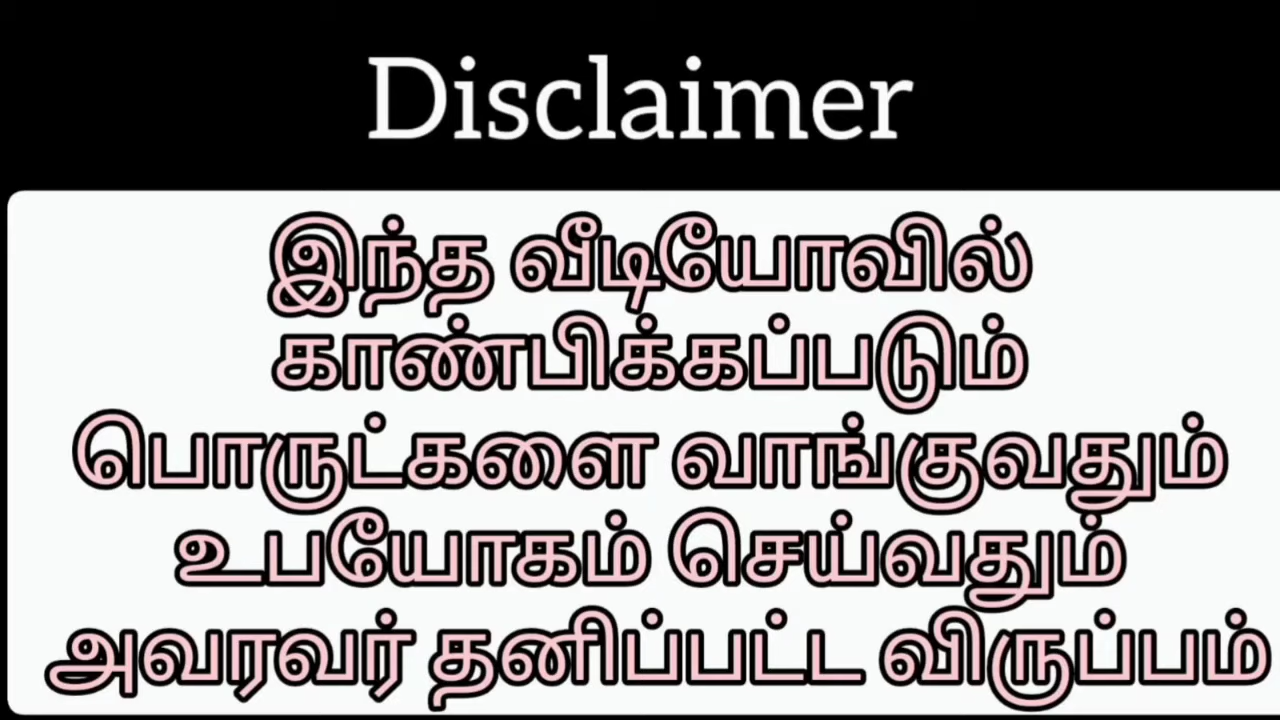 Disclaimer
இந்த வீடியோவில்
காண்பிக்கப்படும்
பொருட்களை வாங்குவதும்
உபயோகம் செய்வதும்
அவரவர் தனிப்பட்ட விருப்பம்